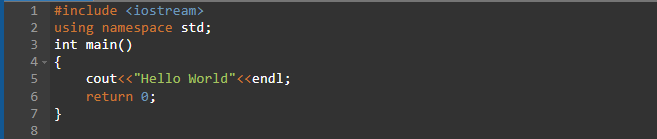 1 #include <iostream>
2 using namespace std;
3 int main()
4 {
5     cout<<"Hello World"<<endl;
6     return 0;
7 }
8